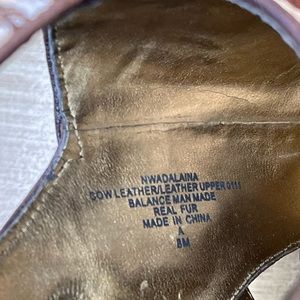 NWADALAINA
COW LEATHER/LEATHER UPPER 0111
BALANCE MAN MADE
REAL FUR
MADE IN CHINA
A
8M